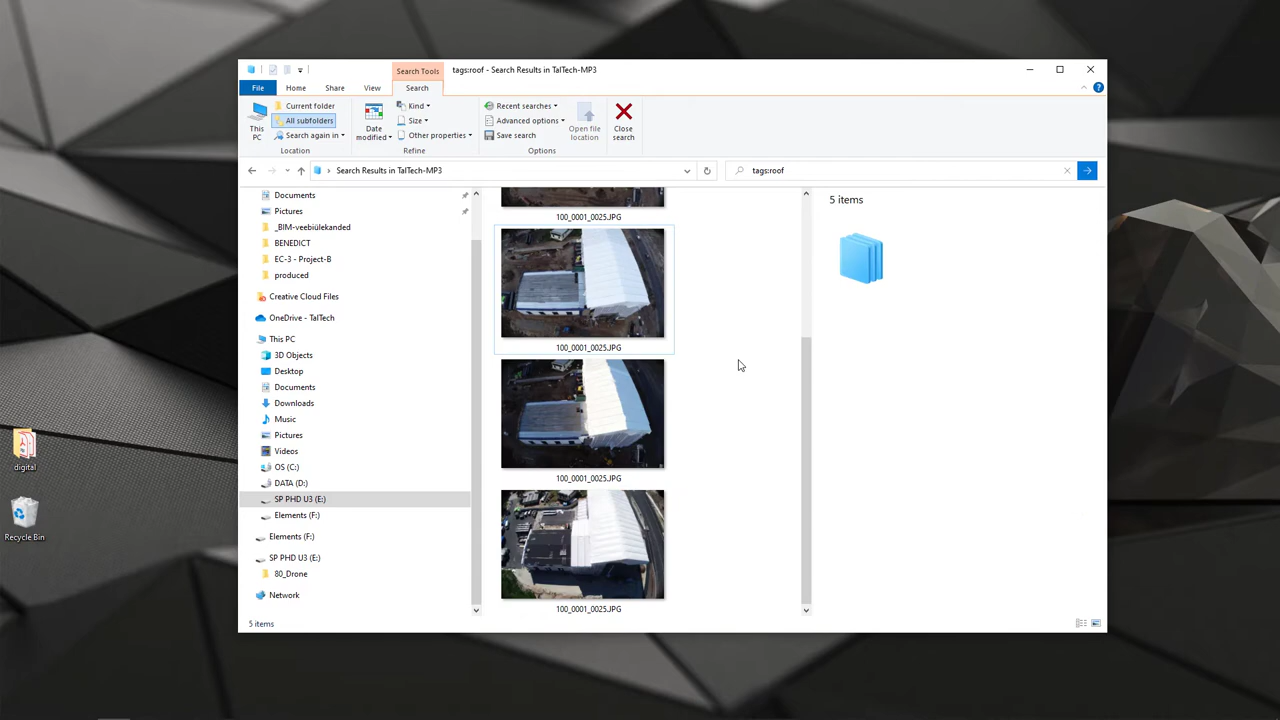 Search Tools
tags:roof - Search Results in TalTech-MP3
File
Home
Share
View
Search
This PC
Current folder
All subfolders
Search again in
Location
Date modified
Kind
Size
Other properties
Refine
Recent searches
Advanced options
Save search
Open file location
Options
Close search
Search Results in TalTech-MP3
tags:roof
Documents
Pictures
_BIM-veebiülekanded
BENEDICT
EC-3 - Project-B
produced
Creative Cloud Files
OneDrive - TalTech
This PC
3D Objects
Desktop
Documents
Downloads
Music
Pictures
Videos
OS (C:)
DATA (D:)
SP PHD U3 (E:)
Elements (F:)
Elements (F:)
SP PHD U3 (E:)
80_Drone
Network
100_0001_0025.JPG
100_0001_0025.JPG
100_0001_0025.JPG
100_0001_0025.JPG
5 items
5 items
digital
Recycle Bin